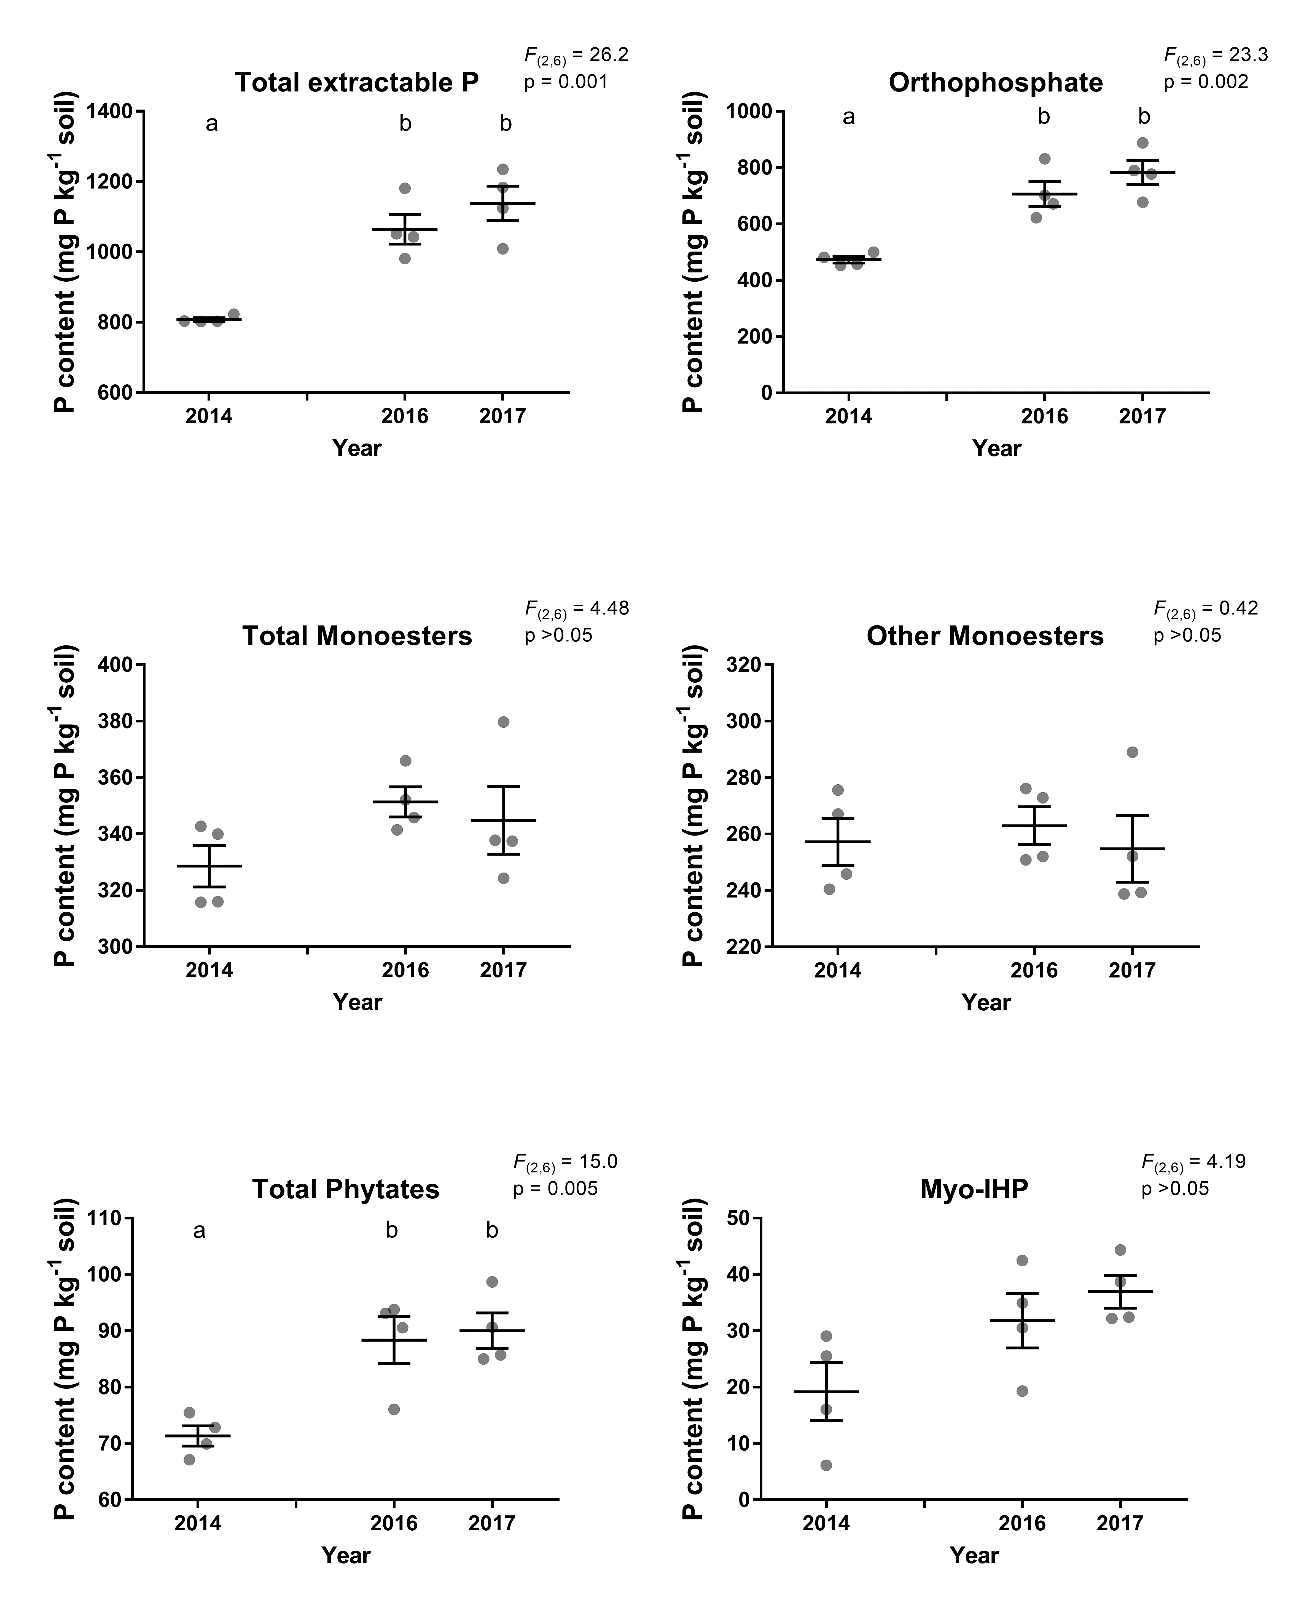 F(2,6) = 26.2
p = 0.001
Total extractable P
P content (mg P kg-1 soil)
1400
1200
1000
800
600
a b b
2014 2016 2017
Year
F(2,6) = 23.3
p = 0.002
Orthophosphate
P content (mg P kg-1 soil)
1000
800
600
400
200
0
a b b
2014 2016 2017
Year
F(2,6) = 4.48
p >0.05
Total Monoesters
P content (mg P kg-1 soil)
400
380
360
340
320
300
2014 2016 2017
Year
F(2,6) = 0.42
p >0.05
Other Monoesters
P content (mg P kg-1 soil)
320
300
280
260
240
220
2014 2016 2017
Year
F(2,6) = 15.0
p = 0.005
Total Phytates
P content (mg P kg-1 soil)
110
100
90
80
70
60
a b b
2014 2016 2017
Year
F(2,6) = 4.19
p >0.05
Myo-IHP
P content (mg P kg-1 soil)
50
40
30
20
10
0
2014 2016 2017
Year